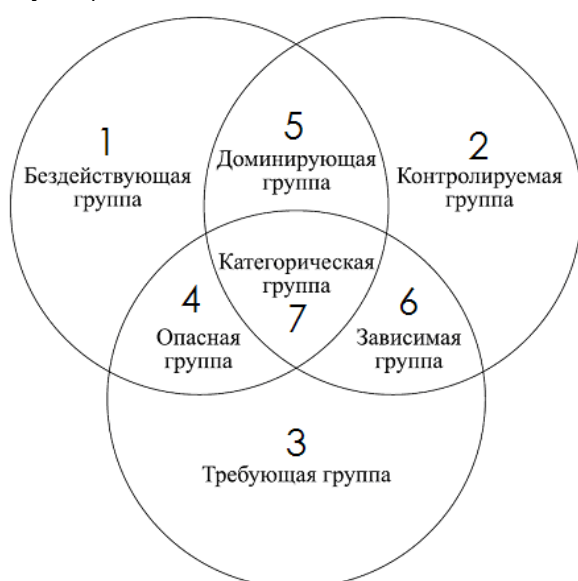 1
Бездействующая
группа
5
Доминирующая
группа
2
Контролируемая
группа
Категорическая
группа
7
4
Опасная
группа
6
Зависимая
группа
3
Требующая группа